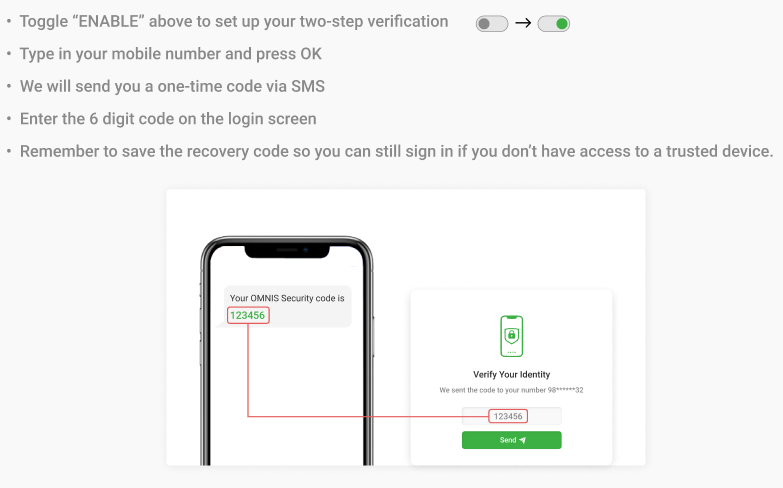 • Toggle “ENABLE” above to set up your two-step verification
• Type in your mobile number and press OK
• We will send you a one-time code via SMS
• Enter the 6 digit code on the login screen
• Remember to save the recovery code so you can still sign in if you don’t have access to a trusted device.
Your OMNIS Security code is
123456
Verify Your Identity
We sent the code to your number 98******32
123456
Send